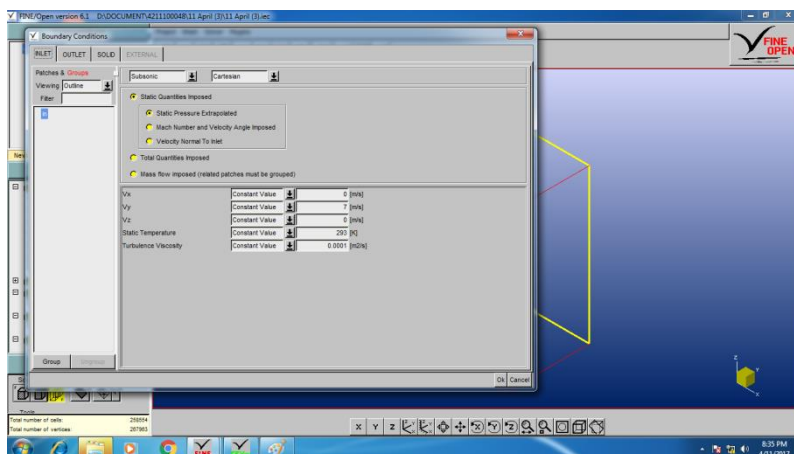 FINE/Open version 6.1 D:\DOCUMENT\4211100048\11 April (3)\11 April (3).iec
Boundary Conditions
FINE
OPEN
INLET OUTLET SOLID EXTERNAL
Patches & Groups
Viewing Outline
Filter
Subsonic Cartesian
Static Quantities Imposed
Static Pressure Extrapolated
Mach Number and Velocity Angle Imposed
Velocity Normal To Inlet
Total Quantities Imposed
Mass flow imposed (related patches must be grouped)
Vx Constant Value 0 [m/s]
Vy Constant Value 7 [m/s]
Vz Constant Value 0 [m/s]
Static Temperature Constant Value 293 [K]
Turbulence Viscosity Constant Value 0.0001 [m2/s]
Group Ungroup
Ok Cancel
Tools
Total number of cells:
Total number of vertices:
X Y Z
8:35 PM
4/11/2017